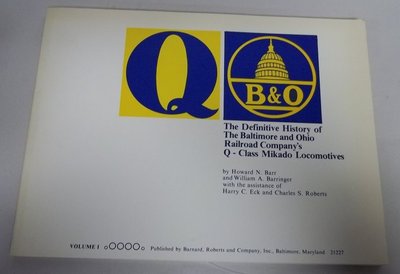 Q
B&O
The Definitive History of
The Baltimore and Ohio
Railroad Company's
Q - Class Mikado Locomotives
by Howard N. Barr
and William A. Barringer
with the assistance of
Harry C. Eck and Charles S. Roberts
VOLUME I oOOOOo Published by Barnard, Roberts and Company, Inc., Baltimore, Maryland 21227